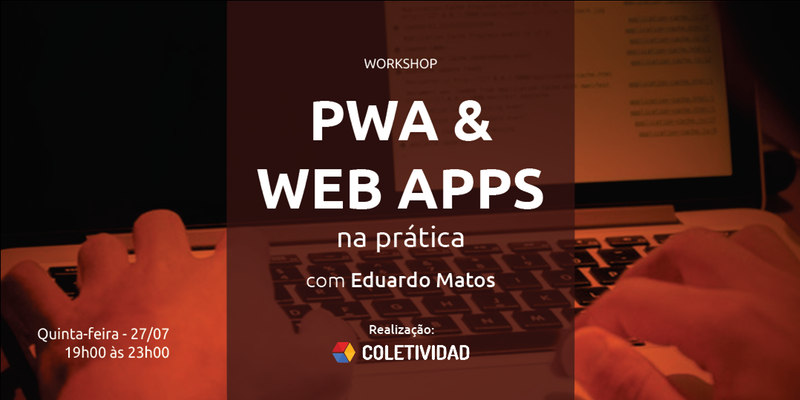 WORKSHOP
PWA &
WEB APPS
na prática
com Eduardo Matos
Quinta-feira - 27/07
19h00 às 23h00
Realização:
COLETIVIDAD